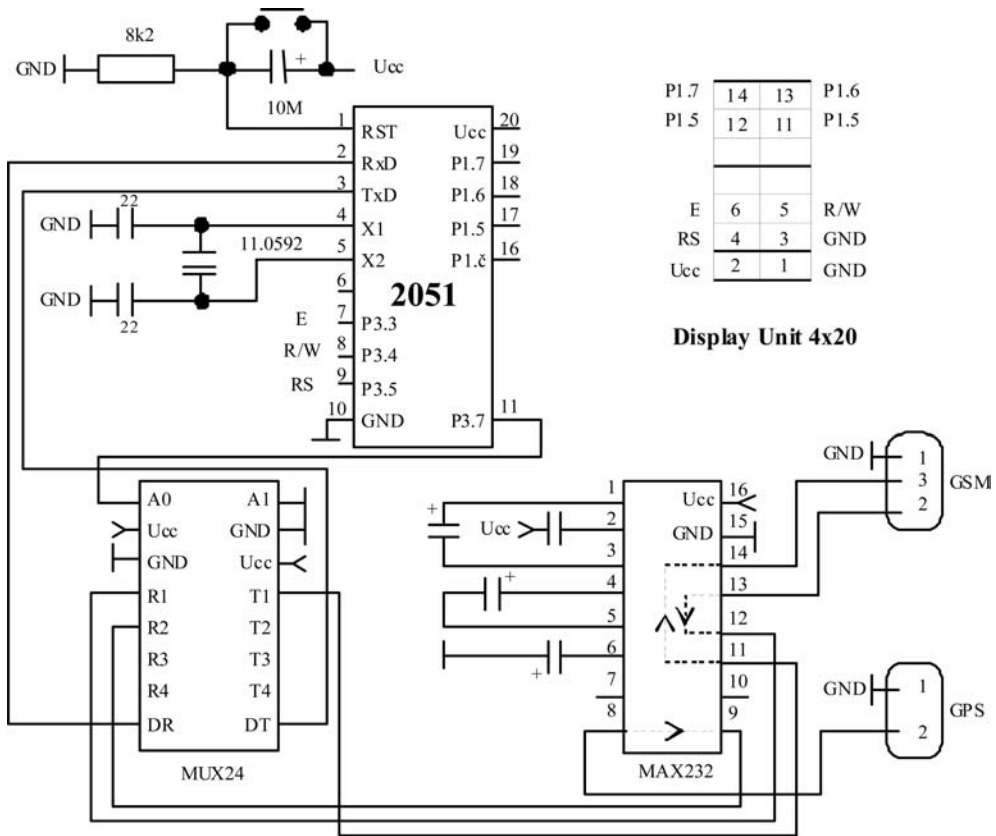 8k2
GND
+
Ucc
10M
1 RST Ucc 20
2 RxD P1.7 19
3 TxD P1.6 18
4 X1 P1.5 17
5 X2 P1.č 16
6
2051
E 7 P3.3
R/W 8 P3.4
RS 9 P3.5
10 GND P3.7 11
GND 22
11.0592
GND 22
P1.7 14 13 P1.6
P1.5 12 11 P1.5
E 6 5 R/W
RS 4 3 GND
Ucc 2 1 GND
Display Unit 4x20
A0 A1
Ucc GND
GND Ucc
R1 T1
R2 T2
R3 T3
R4 T4
DR DT
MUX24
+
Ucc
+
+
1 Ucc 16
2 GND 15
3 14
4 13
5 12
6 11
7 10
8 9
MAX232
GND 1
3
2
GSM
GND 1
2
GPS